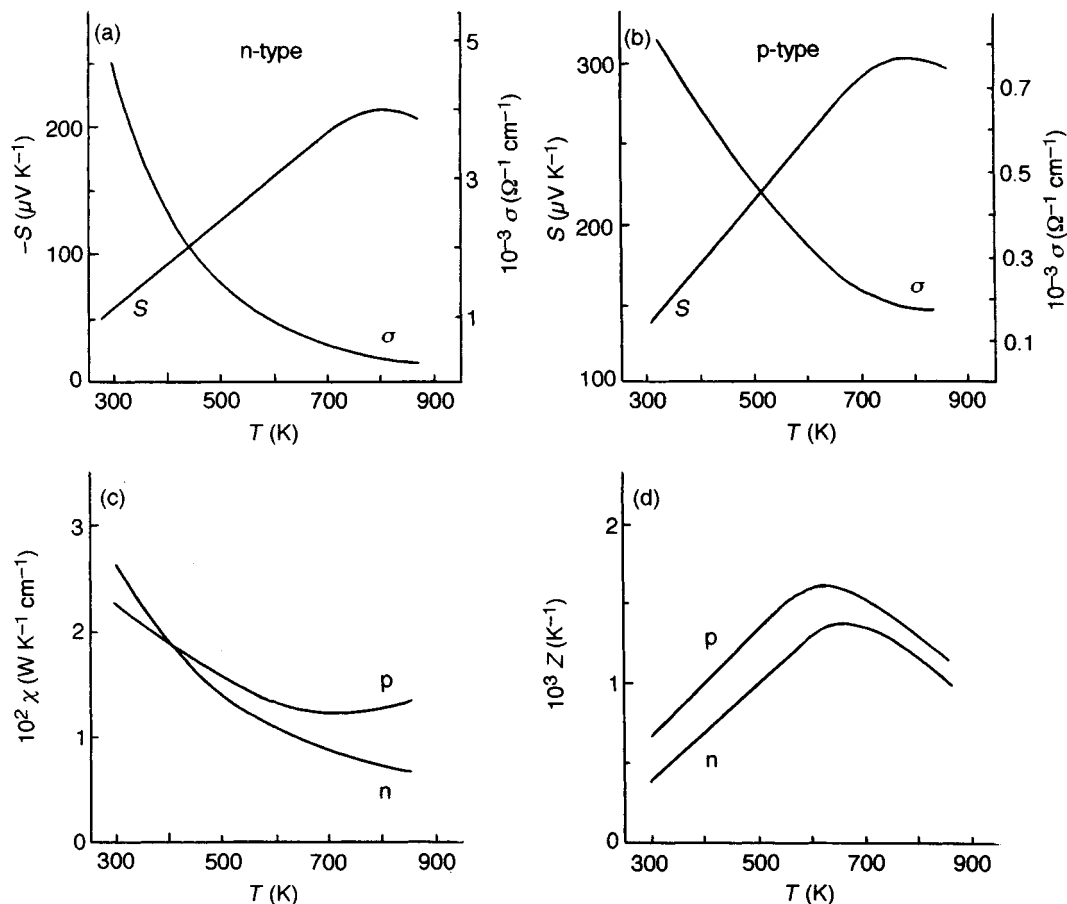 (a)
n-type
−S (μV K⁻¹)
200
100
0
S
σ
5
3
1
10⁻³ σ (Ω⁻¹ cm⁻¹)
300
500
700
900
T (K)
(b)
p-type
S (μV K⁻¹)
300
200
100
S
σ
0.7
0.5
0.3
0.1
10⁻³ σ (Ω⁻¹ cm⁻¹)
300
500
700
900
T (K)
(c)
10² χ (W K⁻¹ cm⁻¹)
3
2
1
0
p
n
300
500
700
900
T (K)
(d)
10³ Z (K⁻¹)
2
1
0
p
n
300
500
700
900
T (K)